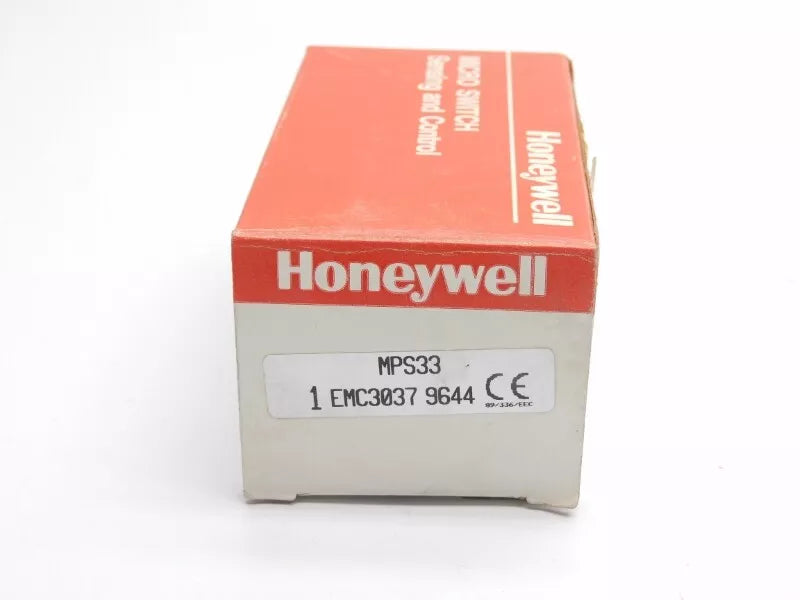 Honeywell
MICRO SWITCH
Sensing and Control
Honeywell
MPS33
1 EMC3037 9644 CE
89/336/EEC